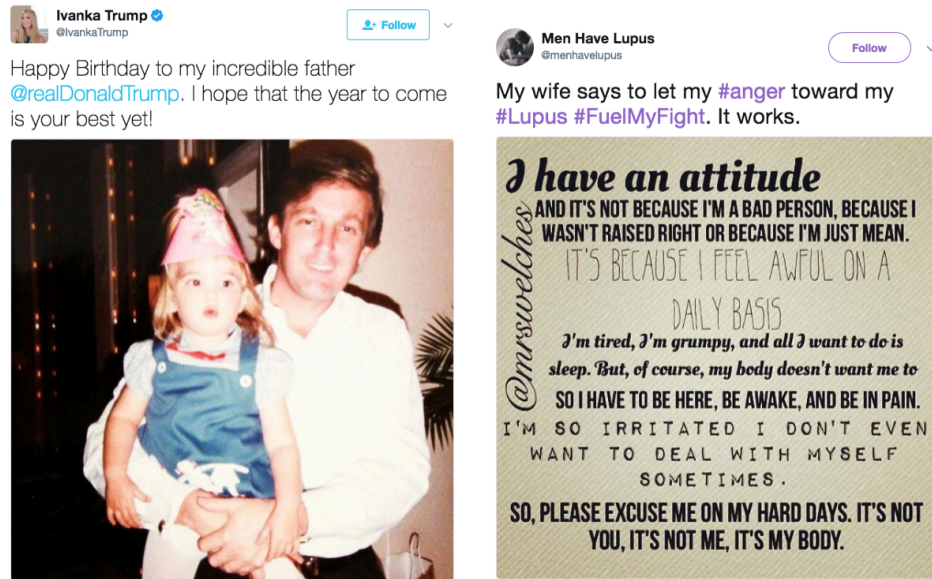 Ivanka Trump
@IvankaTrump
Follow
Happy Birthday to my incredible father
@realDonaldTrump. I hope that the year to come
is your best yet!
Men Have Lupus
@menhavelupus
Follow
My wife says to let my #anger toward my
#Lupus #FuelMyFight. It works.
I have an attitude
AND IT'S NOT BECAUSE I'M A BAD PERSON, BECAUSE I
WASN'T RAISED RIGHT OR BECAUSE I'M JUST MEAN.
IT'S BECAUSE I FEEL AWFUL ON A
DAILY BASIS
I'm tired, I'm grumpy, and all I want to do is
sleep. But, of course, my body doesn't want me to
SO I HAVE TO BE HERE, BE AWAKE, AND BE IN PAIN.
I'M SO IRRITATED I DON'T EVEN
WANT TO DEAL WITH MYSELF
SOMETIMES.
SO, PLEASE EXCUSE ME ON MY HARD DAYS. IT'S NOT
YOU, IT'S NOT ME, IT'S MY BODY.
@mrswelches